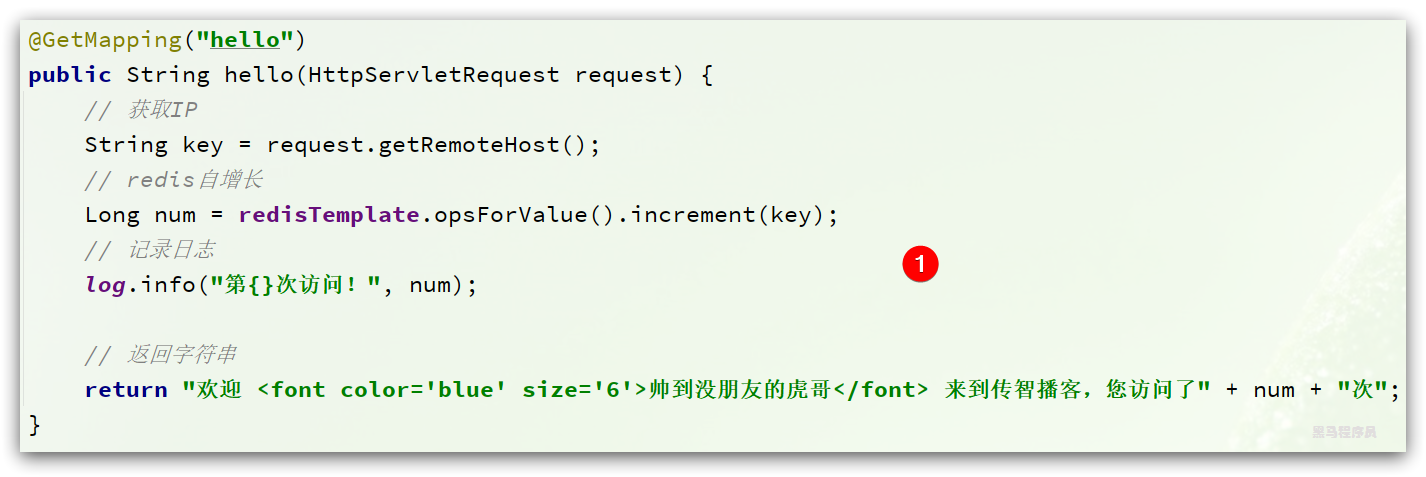 @GetMapping("hello")
public String hello(HttpServletRequest request) {
    // 获取IP
    String key = request.getRemoteHost();
    // redis自增长
    Long num = redisTemplate.opsForValue().increment(key);
    // 记录日志
1
    log.info("第{}次访问！", num);
    // 返回字符串
    return "欢迎 <font color='blue' size='6'>帅到没朋友的虎哥</font> 来到传智播客，您访问了" + num + "次";
}
黑马程序员